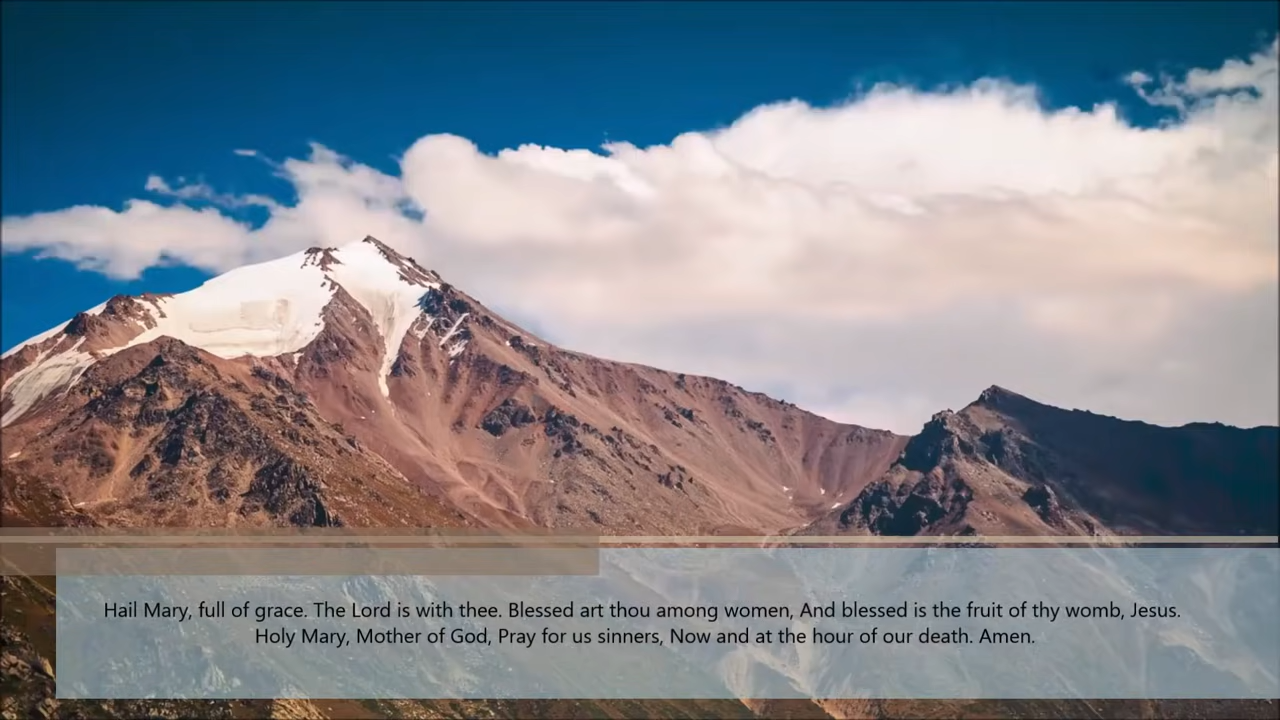 Hail Mary, full of grace. The Lord is with thee. Blessed art thou among women, And blessed is the fruit of thy womb, Jesus.
Holy Mary, Mother of God, Pray for us sinners, Now and at the hour of our death. Amen.